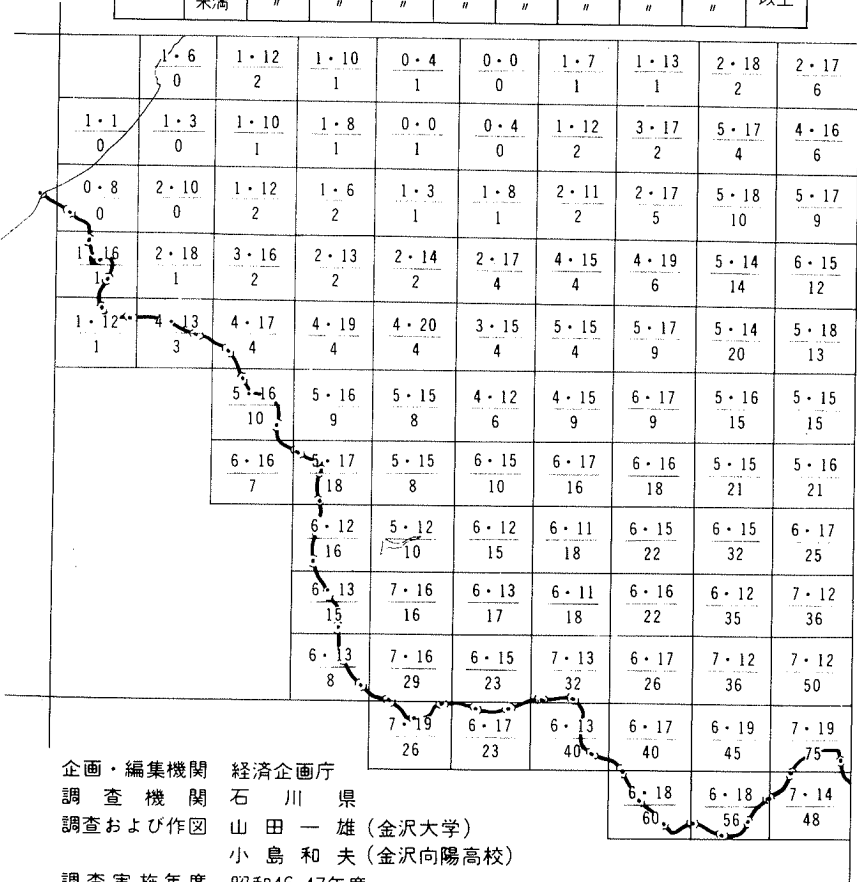 未満 〃 〃 〃 〃 〃 〃 〃 〃 以上
1・6 1・12 1・10 0・4 0・0 1・7 1・13 2・18 2・17
0 2 1 1 0 1 1 2 6
1・1 1・3 1・10 1・8 0・0 0・4 1・12 3・17 5・17 4・16
0 0 1 1 1 0 2 2 4 6
0・8 2・10 1・12 1・6 1・3 1・8 2・11 2・17 5・18 5・17
0 0 2 2 1 1 2 5 10 9
1・16 2・18 3・16 2・13 2・14 2・17 4・15 4・19 5・14 6・15
1 1 2 2 2 4 4 6 14 12
1・12 4・13 4・17 4・19 4・20 3・15 5・15 5・17 5・14 5・18
1 3 4 4 4 4 4 9 20 13
5・16 5・16 5・15 4・12 4・15 6・17 5・16 5・15
10 9 8 6 9 9 15 15
6・16 5・17 5・15 6・15 6・17 6・16 5・15 5・16
7 18 8 10 16 18 21 21
6・12 5・12 6・12 6・11 6・15 6・15 6・17
16 10 15 18 22 32 25
6・13 7・16 6・13 6・11 6・16 6・12 7・12
15 16 17 18 22 35 36
6・13 7・16 6・15 7・13 6・17 7・12 7・12
8 29 23 32 26 36 50
7・19 6・17 6・13 6・17 6・19 7・19
26 23 40 40 45 75
6・18 6・18 7・14
60 56 48
企画・編集機関 経済企画庁
調査機関 石川県
調査および作図 山田一雄(金沢大学)
小島和夫(金沢向陽高校)
調査実施年度 昭和46.47年度